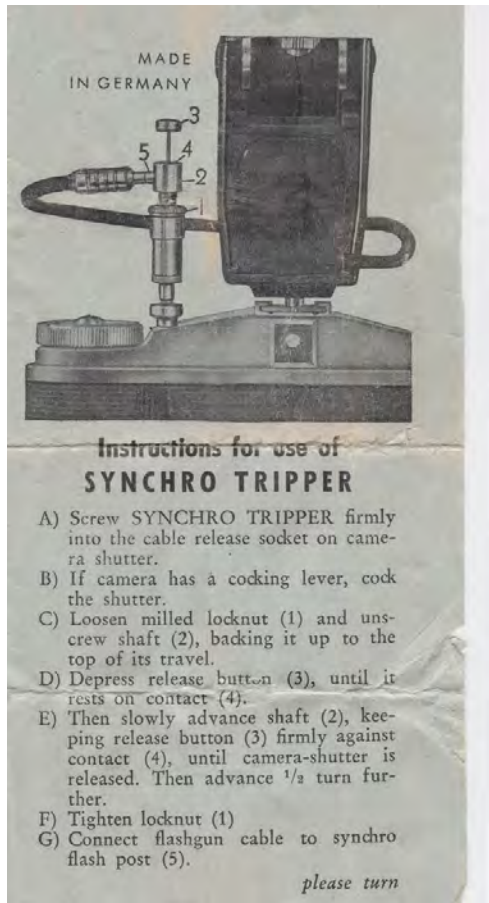 MADE
IN GERMANY
3
5
4
2
1
Instructions for use of
SYNCHRO TRIPPER
A) Screw SYNCHRO TRIPPER firmly
into the cable release socket on came-
ra shutter.
B) If camera has a cocking lever, cock
the shutter.
C) Loosen milled locknut (1) and uns-
crew shaft (2), backing it up to the
top of its travel.
D) Depress release button (3), until it
rests on contact (4).
E) Then slowly advance shaft (2), kee-
ping release button (3) firmly against
contact (4), until camera-shutter is
released. Then advance ¹/₂ turn fur-
ther.
F) Tighten locknut (1)
G) Connect flashgun cable to synchro
flash post (5).
please turn